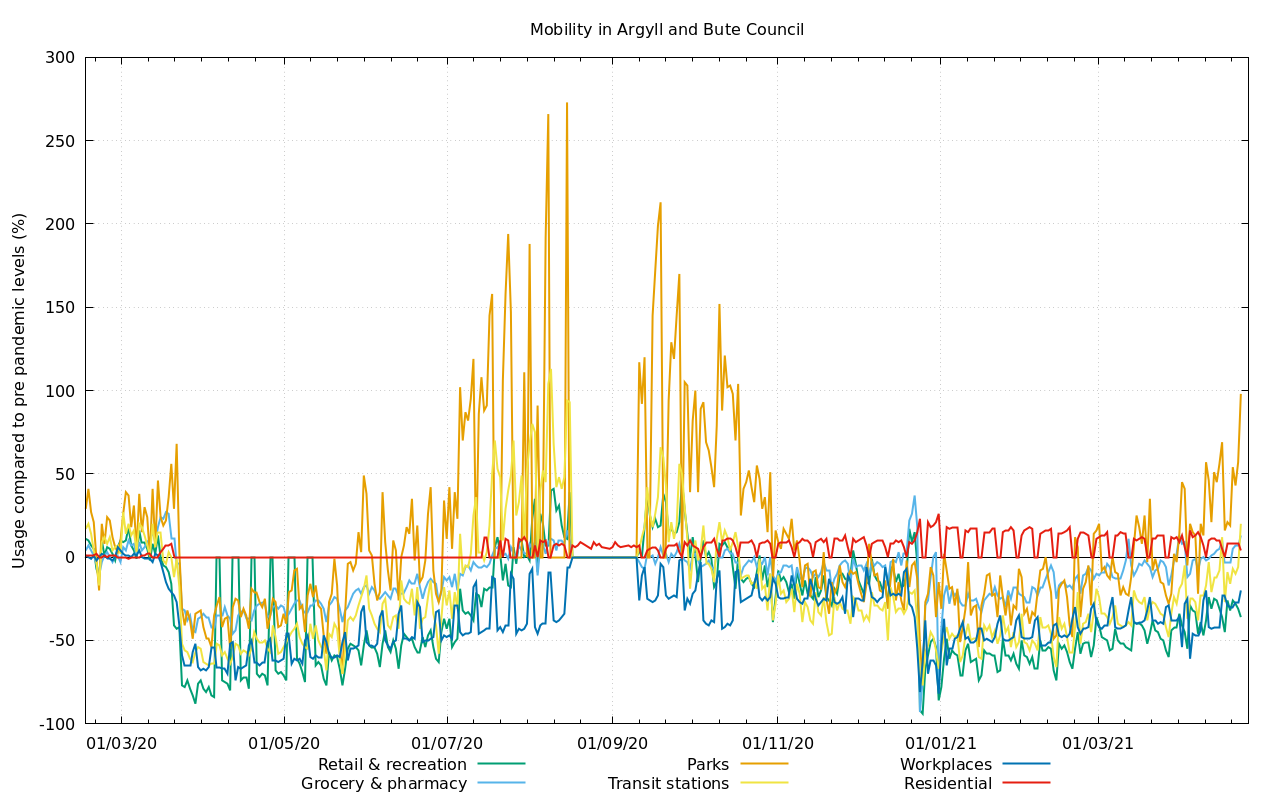 Mobility in Argyll and Bute Council
Usage compared to pre pandemic levels (%)
300
250
200
150
100
50
0
-50
-100
01/03/20 01/05/20 01/07/20 01/09/20 01/11/20 01/01/21 01/03/21
Retail & recreation Parks Workplaces
Grocery & pharmacy Transit stations Residential